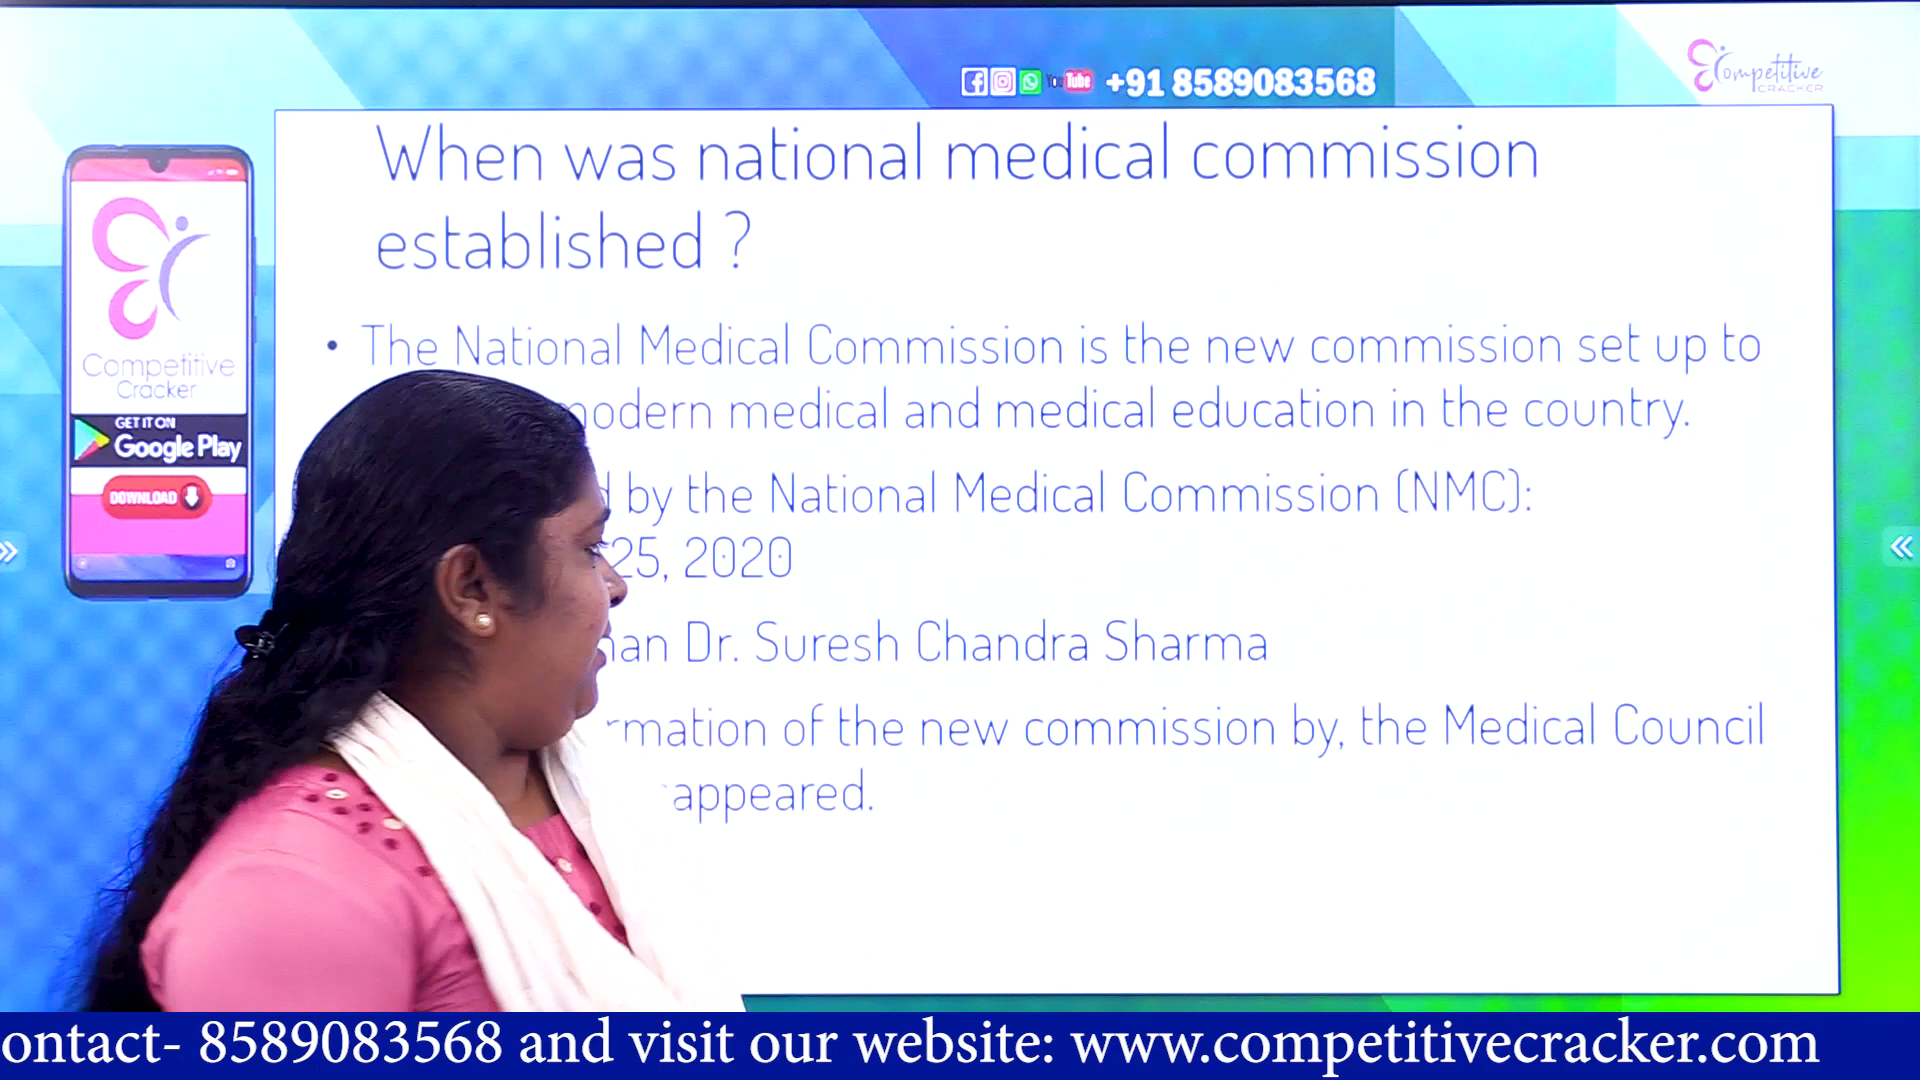 You Tube +91 8589083568
Competitive
CRACKER
When was national medical commission
established ?
• The National Medical Commission is the new commission set up to
modern medical and medical education in the country.
by the National Medical Commission (NMC):
25, 2020
Dr. Suresh Chandra Sharma
of the new commission by, the Medical Council
appeared.
Competitive
Cracker
GET IT ON
Google Play
DOWNLOAD
ontact- 8589083568 and visit our website: www.competitivecracker.com